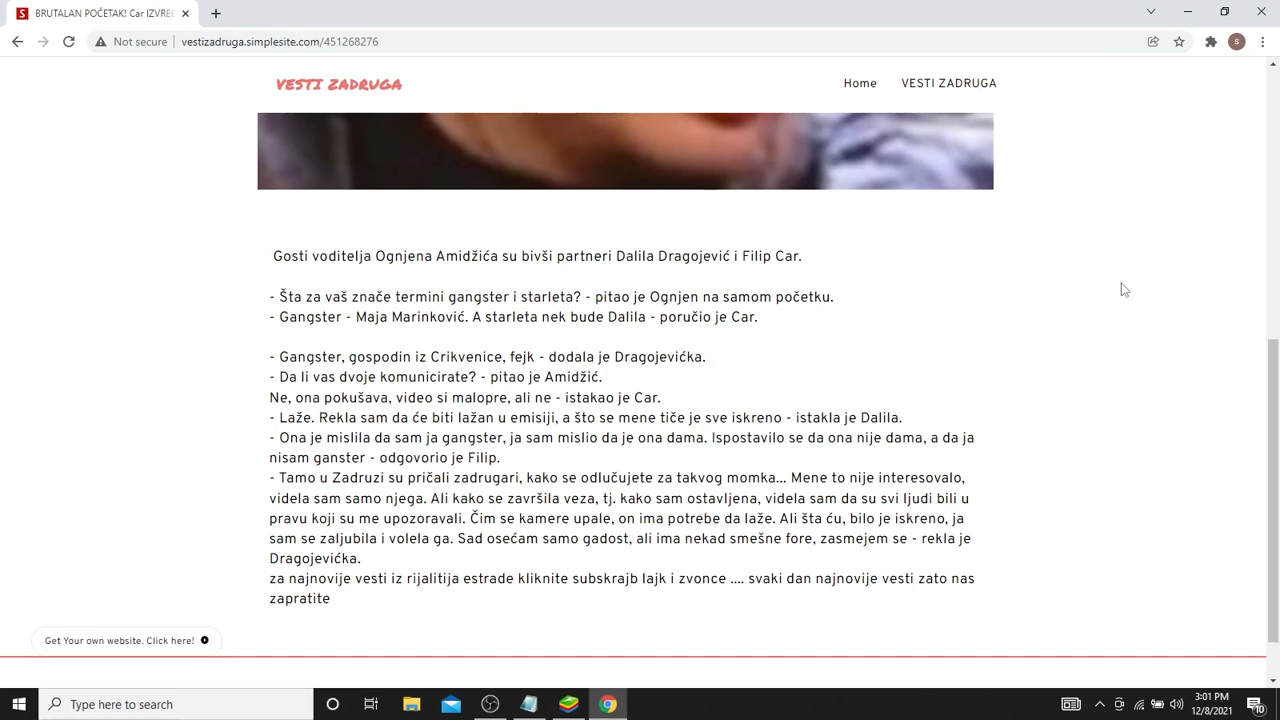 BRUTALAN POČETAK! Car IZVRE
Not secure
vestizadruga.simplesite.com/451268276
S
VESTI ZADRUGA
Home
VESTI ZADRUGA
Gosti voditelja Ognjena Amidžića su bivši partneri Dalila Dragojević i Filip Car.
- Šta za vaš znače termini gangster i starleta? - pitao je Ognjen na samom početku.
- Gangster - Maja Marinković. A starleta nek bude Dalila - poručio je Car.
- Gangster, gospodin iz Crikvenice, fejk - dodala je Dragojevićka.
- Da li vas dvoje komunicirate? - pitao je Amidžić.
Ne, ona pokušava, video si malopre, ali ne - istakao je Car.
- Laže. Rekla sam da će biti lažan u emisiji, a što se mene tiče je sve iskreno - istakla je Dalila.
- Ona je mislila da sam ja gangster, ja sam mislio da je ona dama. Ispostavilo se da ona nije dama, a da ja
nisam ganster - odgovorio je Filip.
- Tamo u Zadruzi su pričali zadrugari, kako se odlučujete za takvog momka... Mene to nije interesovalo,
videla sam samo njega. Ali kako se završila veza, tj. kako sam ostavljena, videla sam da su svi ljudi bili u
pravu koji su me upozoravali. Čim se kamere upale, on ima potrebe da laže. Ali šta ću, bilo je iskreno, ja
sam se zaljubila i volela ga. Sad osećam samo gadost, ali ima nekad smešne fore, zasmejem se - rekla je
Dragojevićka.
za najnovije vesti iz rijalitija estrade kliknite subskrajb lajk i zvonce .... svaki dan najnovije vesti zato nas
zapratite
Get Your own website. Click here!
Type here to search
3:01 PM
12/8/2021
10